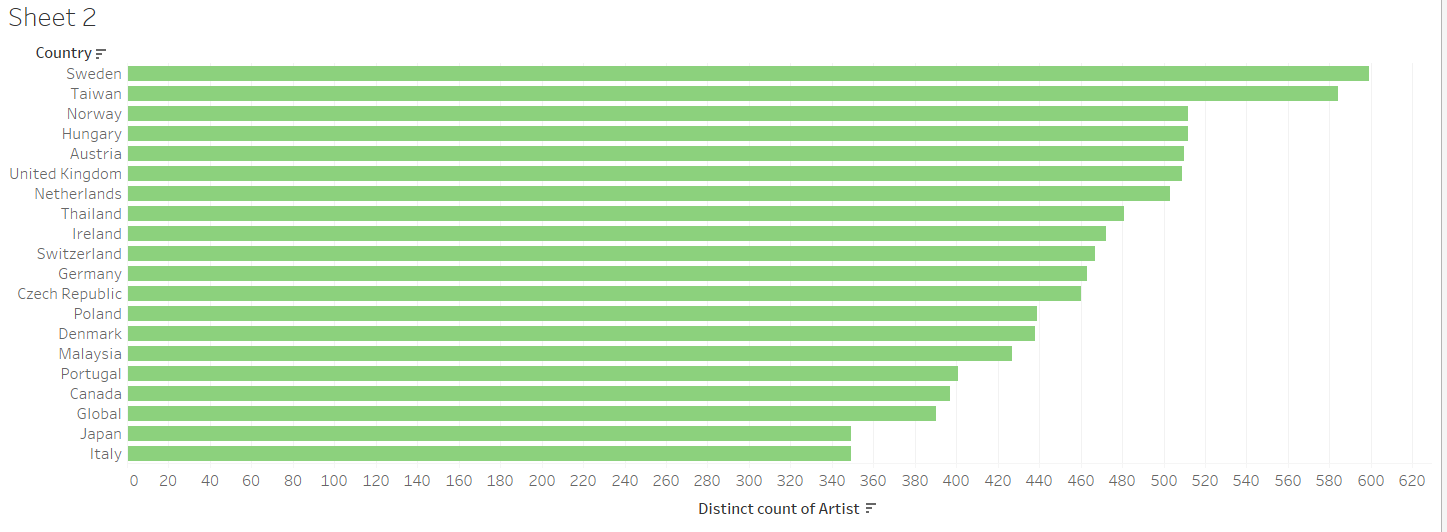 Sheet 2
Country
Sweden
Taiwan
Norway
Hungary
Austria
United Kingdom
Netherlands
Thailand
Ireland
Switzerland
Germany
Czech Republic
Poland
Denmark
Malaysia
Portugal
Canada
Global
Japan
Italy
0 20 40 60 80 100 120 140 160 180 200 220 240 260 280 300 320 340 360 380 400 420 440 460 480 500 520 540 560 580 600 620
Distinct count of Artist